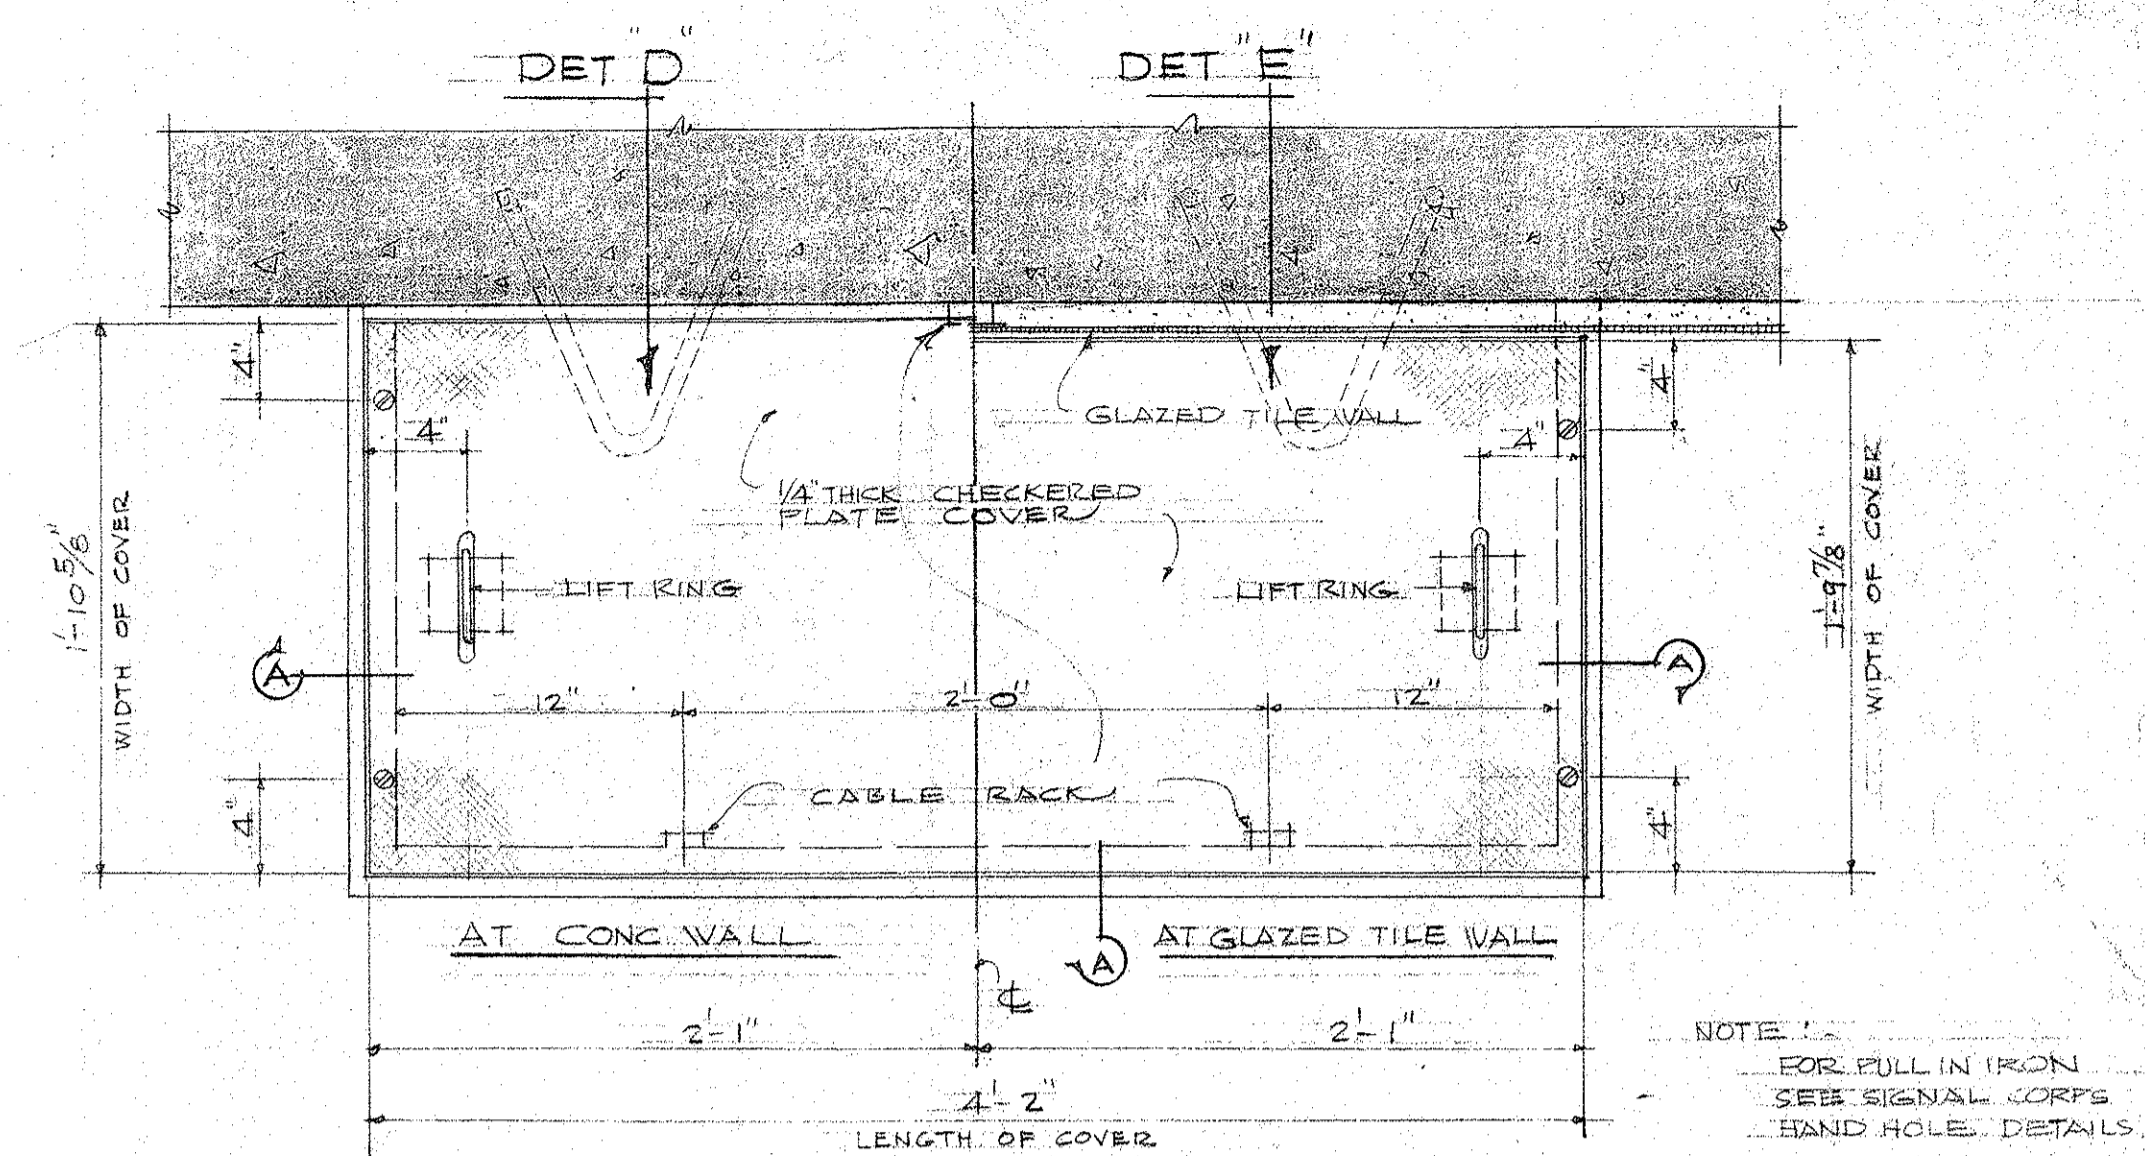 DET "D"
DET "E"
4"
4"
4"
4"
GLAZED TILE WALL
1/4" THICK CHECKERED
PLATE COVER
1'-10 5/8"
WIDTH OF COVER
LIFT RING
LIFT RING
1'-9 7/8"
WIDTH OF COVER
A
A
12"
2'-0"
12"
4"
CABLE RACK
4"
AT CONC. WALL
AT GLAZED TILE WALL
A
℄
2'-1"
2'-1"
4'-2"
LENGTH OF COVER
NOTE:-
FOR PULL IN IRON
SEE SIGNAL CORPS
HAND HOLE DETAILS